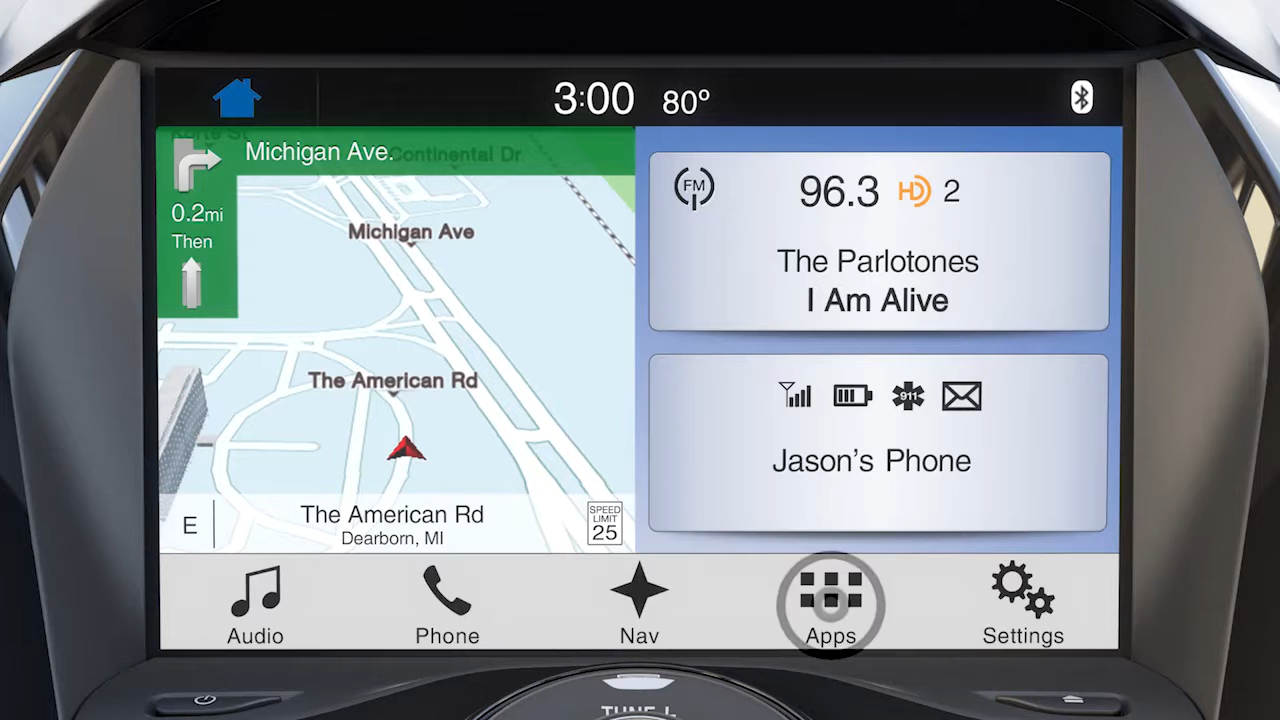 3:00 80°
Continental Dr
Michigan Ave.
0.2mi
Then
Michigan Ave
The American Rd
E
The American Rd
Dearborn, MI
SPEED
LIMIT
25
FM
96.3 HD 2
The Parlotones
I Am Alive
911
Jason's Phone
Audio
Phone
Nav
Apps
Settings
TUNE